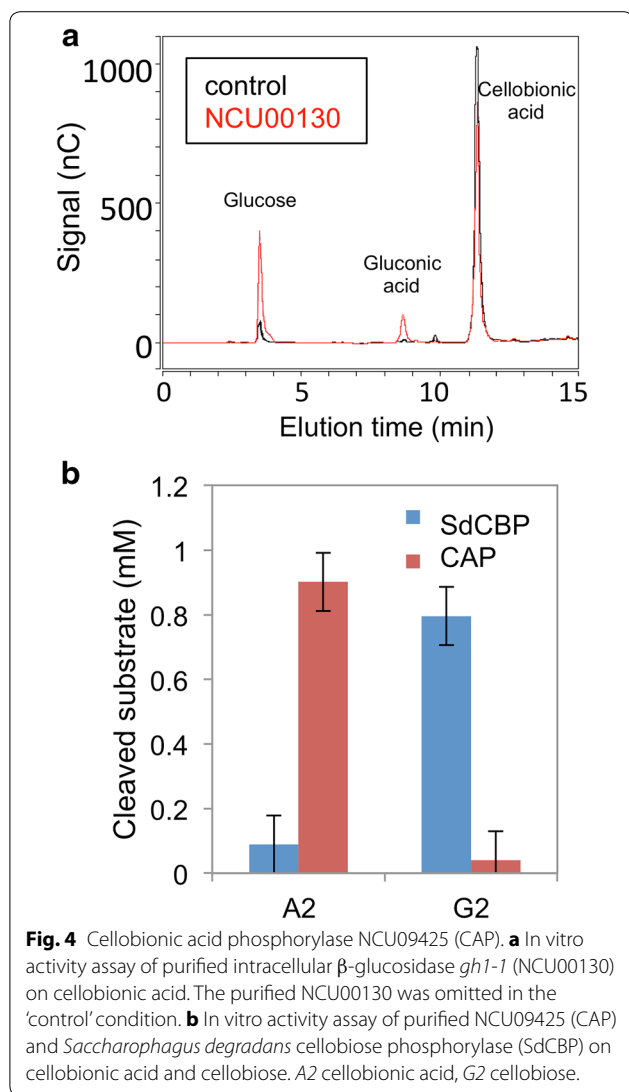 a
1000
control
NCU00130
Cellobionic
acid
Signal (nC)
500
Glucose
Gluconic
acid
0
0 5 10 15
Elution time (min)
b
1.2
SdCBP
CAP
1
0.8
0.6
0.4
0.2
0
Cleaved substrate (mM)
A2 G2
Fig. 4 Cellobionic acid phosphorylase NCU09425 (CAP). a In vitro
activity assay of purified intracellular β-glucosidase gh1-1 (NCU00130)
on cellobionic acid. The purified NCU00130 was omitted in the
‘control’ condition. b In vitro activity assay of purified NCU09425 (CAP)
and Saccharophagus degradans cellobiose phosphorylase (SdCBP) on
cellobionic acid and cellobiose. A2 cellobionic acid, G2 cellobiose.